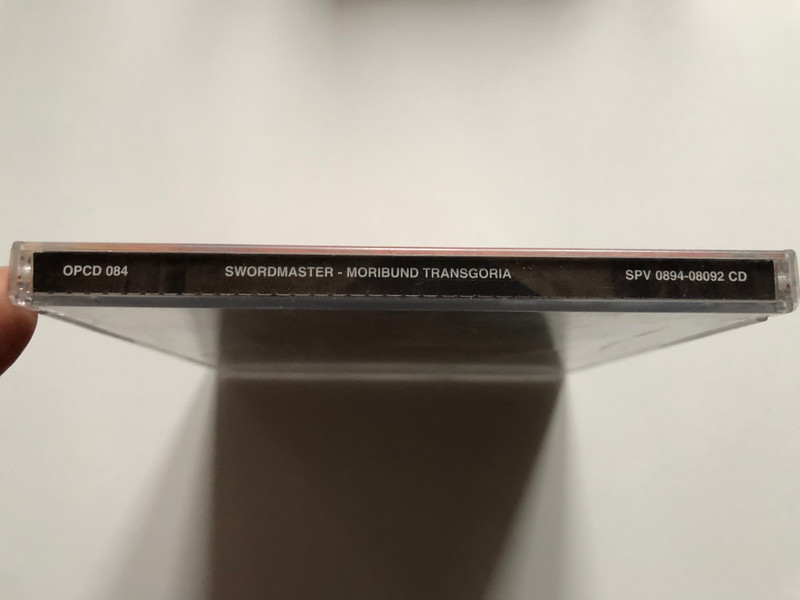 OPCD 084 SWORDMASTER - MORIBUND TRANSGORIA SPV 0894-08092 CD